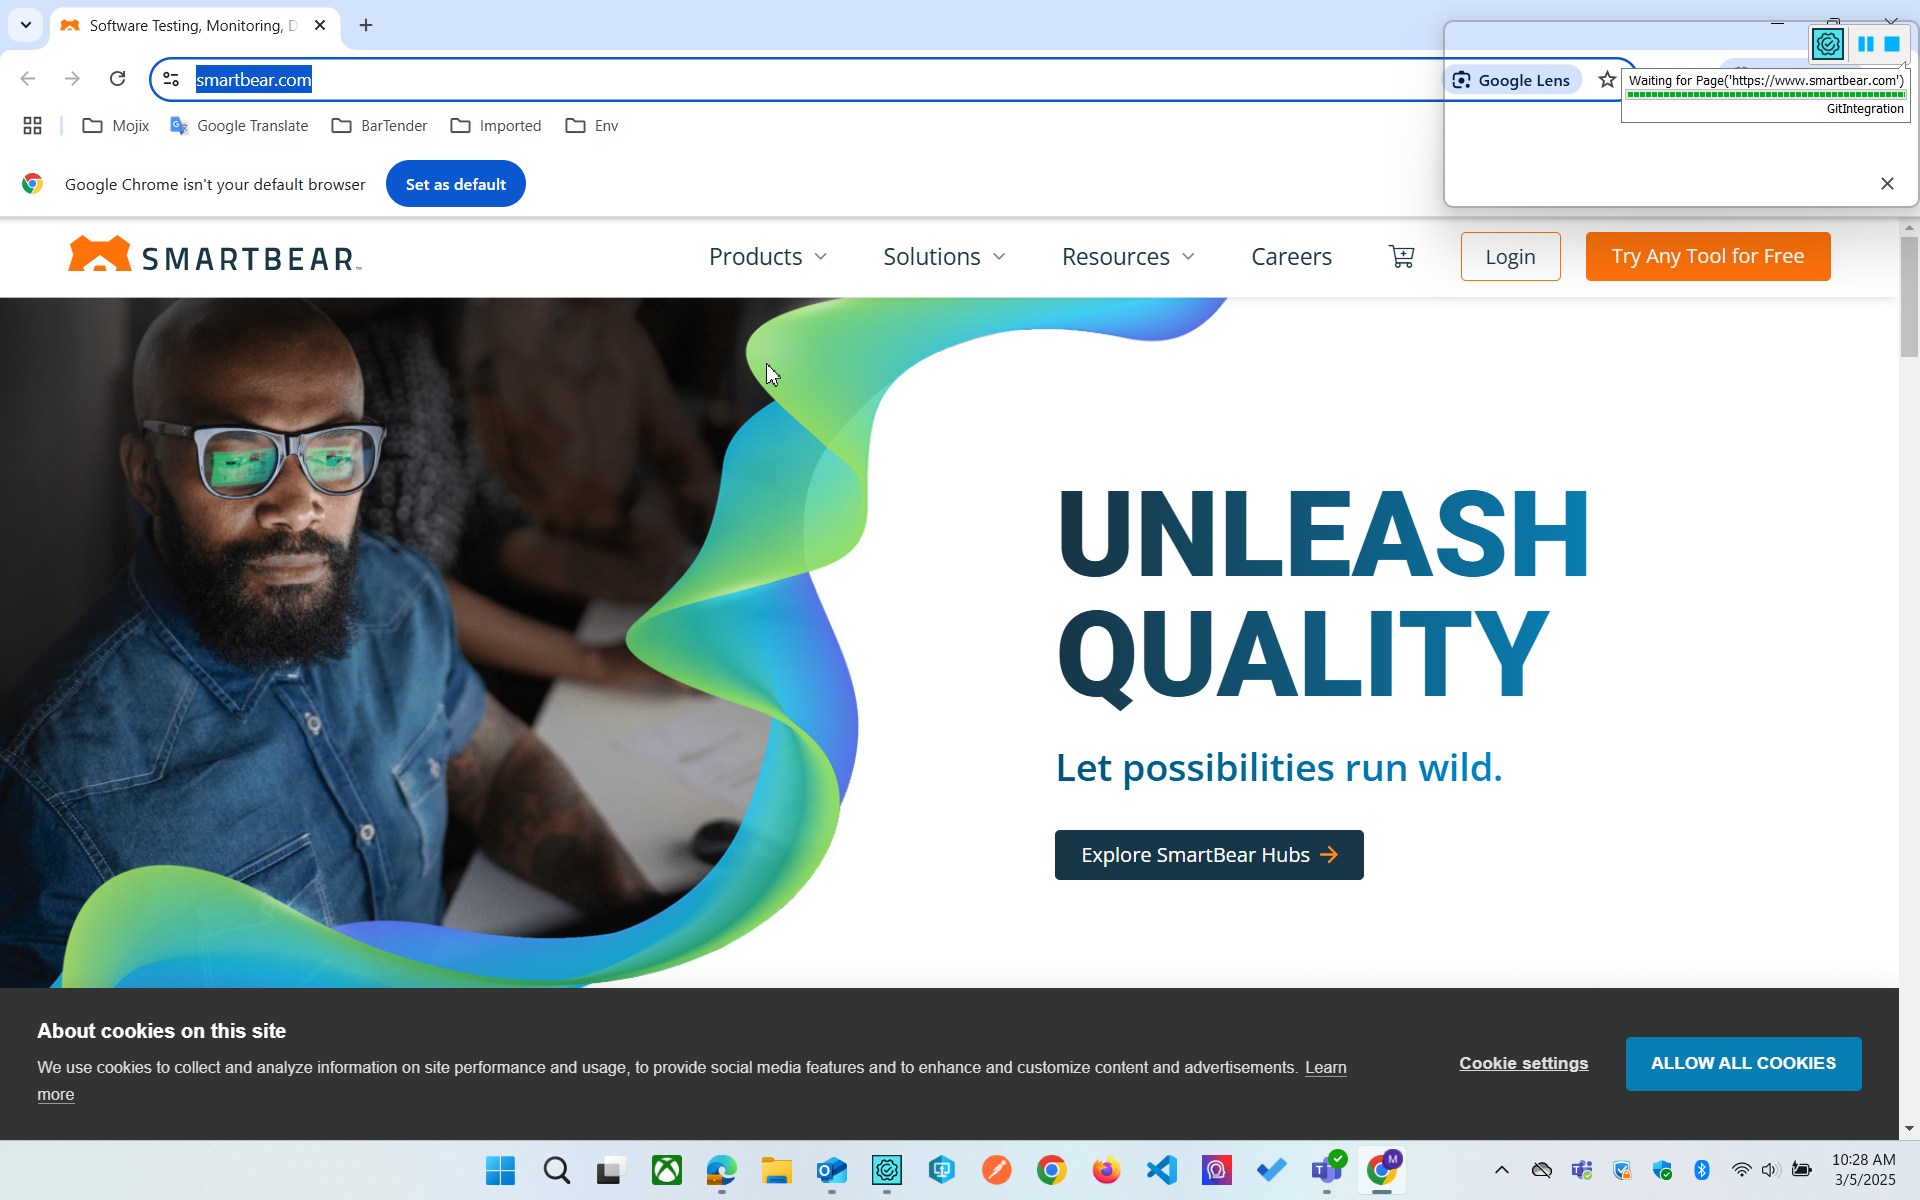 Software Testing, Monitoring, D
smartbear.com
Google Lens
Waiting for Page('https://www.smartbear.com')
GitIntegration
Mojix
Google Translate
BarTender
Imported
Env
Google Chrome isn't your default browser
Set as default
SMARTBEAR
Products
Solutions
Resources
Careers
Login
Try Any Tool for Free
UNLEASH
QUALITY
Let possibilities run wild.
Explore SmartBear Hubs
About cookies on this site
We use cookies to collect and analyze information on site performance and usage, to provide social media features and to enhance and customize content and advertisements. Learn
more
Cookie settings
ALLOW ALL COOKIES
M
10:28 AM
3/5/2025